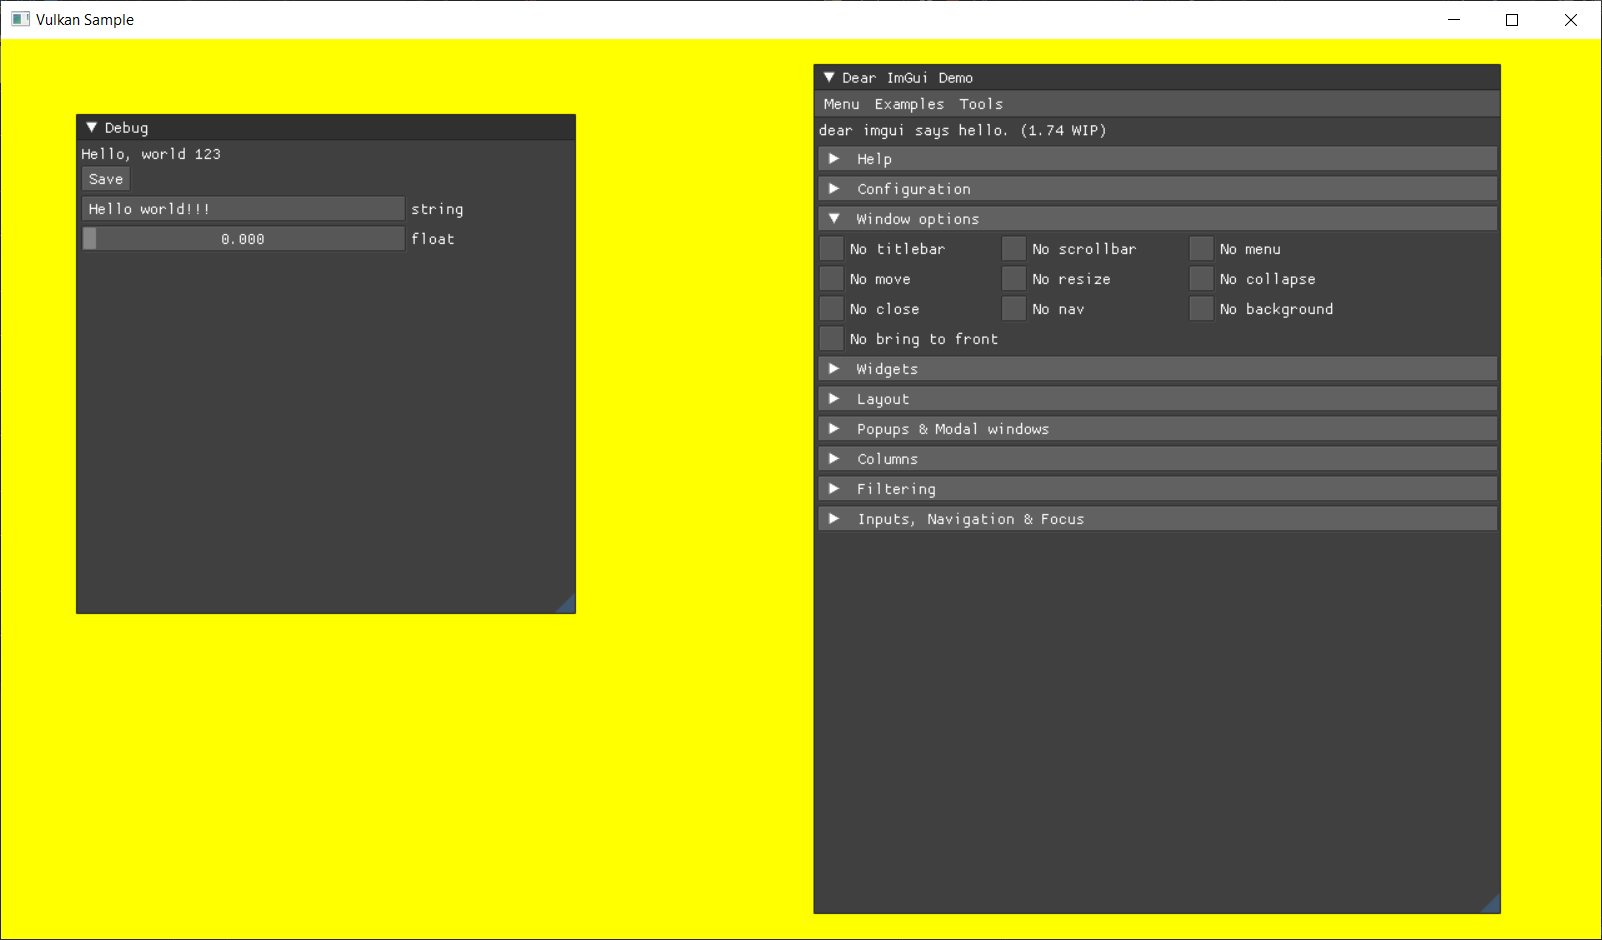 Vulkan Sample
Debug
Hello, world 123
Save
Hello world!!! string
0.000 float
Dear ImGui Demo
Menu Examples Tools
dear imgui says hello. (1.74 WIP)
Help
Configuration
Window options
No titlebar No scrollbar No menu
No move No resize No collapse
No close No nav No background
No bring to front
Widgets
Layout
Popups & Modal windows
Columns
Filtering
Inputs, Navigation & Focus